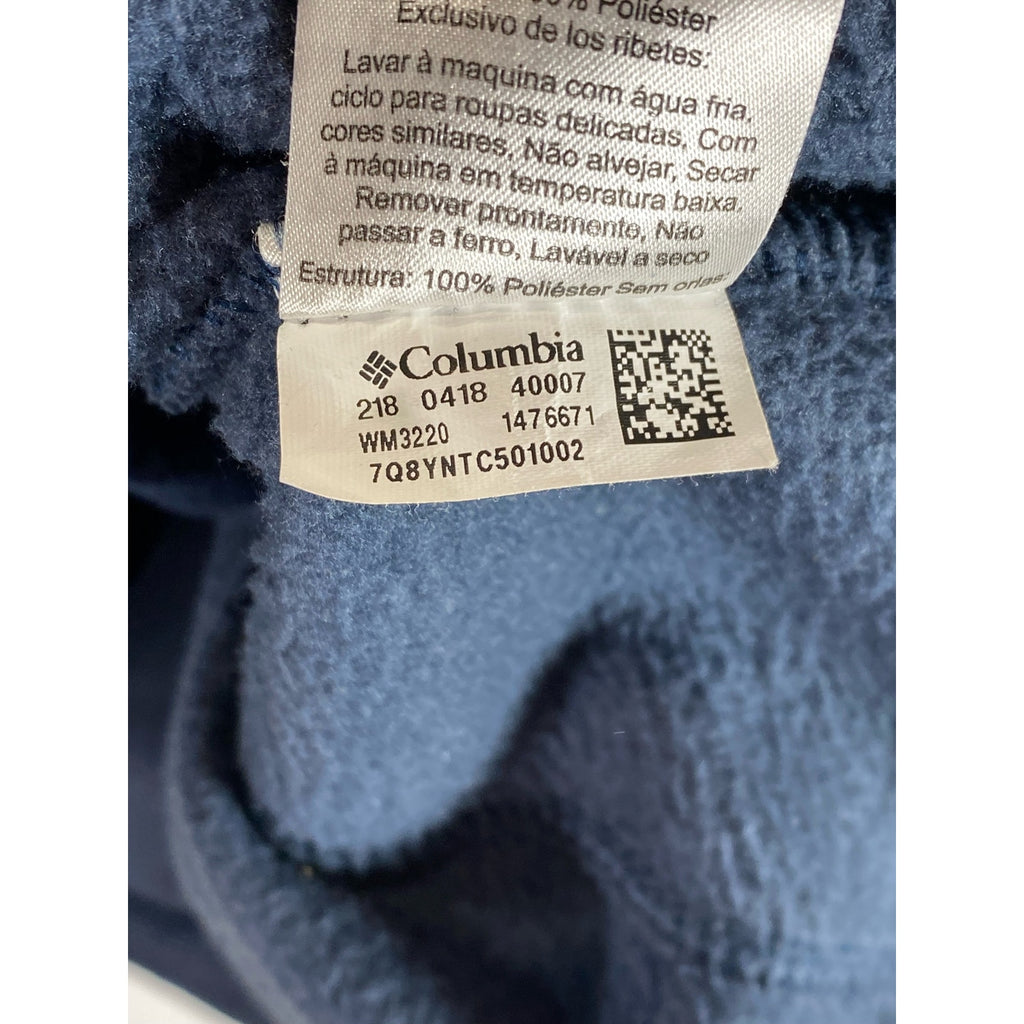 % Poliéster
Exclusivo de los ribetes:
Lavar à maquina com água fria,
ciclo para roupas delicadas, Com
cores similares, Não alvejar, Secar
à máquina em temperatura baixa,
Remover prontamente, Não
passar a ferro, Lavável a seco
Estrutura: 100% Poliéster Sem orlas:
Columbia
218 0418 40007
WM3220 1476671
7Q8YNTC501002